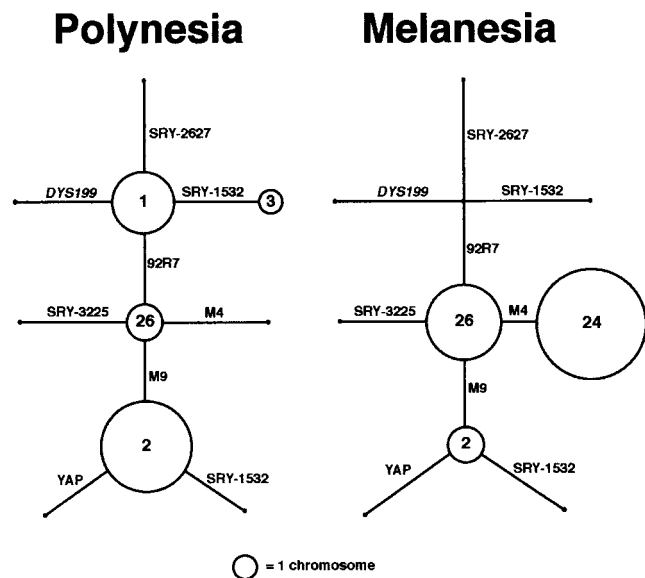 Polynesia
SRY-2627
DYS199
SRY-1532
1
3
92R7
SRY-3225
M4
26
M9
2
YAP
SRY-1532
Melanesia
SRY-2627
DYS199
SRY-1532
92R7
SRY-3225
M4
26
24
M9
2
YAP
SRY-1532
= 1 chromosome